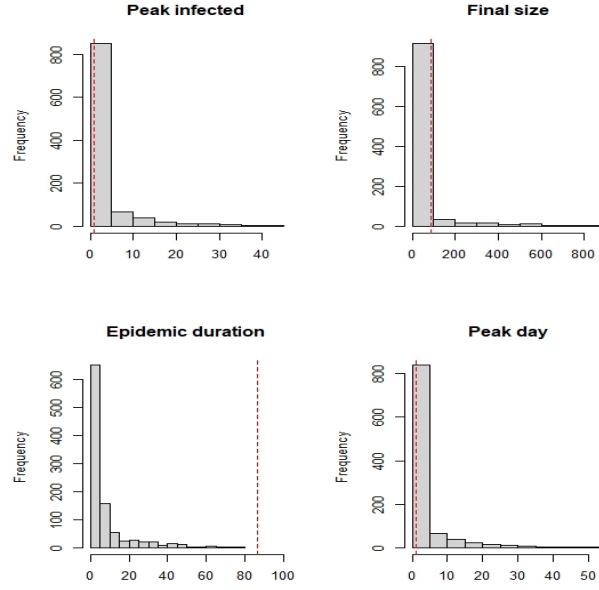 Peak infected
Frequency
0 200 400 600 800
0 10 20 30 40
Final size
Frequency
0 200 400 600 800
0 200 400 600 800
Epidemic duration
Frequency
0 100 200 300 400 500 600
0 20 40 60 80 100
Peak day
Frequency
0 200 400 600 800
0 10 20 30 40 50